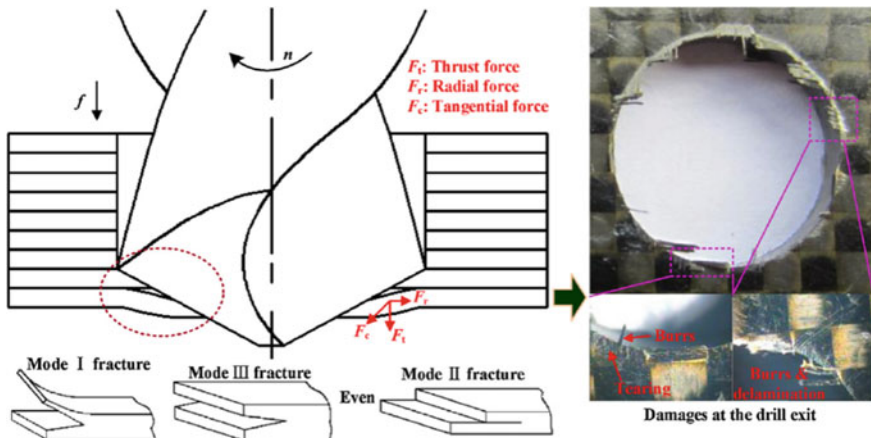 n
f
Ft: Thrust force
Fr: Radial force
Fc: Tangential force
Fr
Fc
Ft
Mode I fracture
Mode III fracture
Even
Mode II fracture
Burrs
Tearing
Burrs &
delamination
Damages at the drill exit